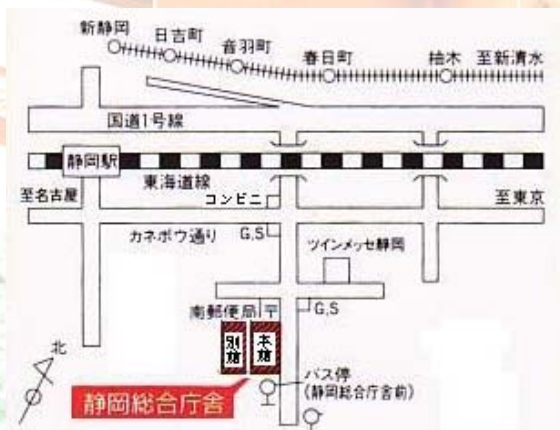 新静岡
日吉町
音羽町
春日町
柚木
至新清水
国道1号線
静岡駅
東海道線
至名古屋
コンビニ
至東京
カネボウ通り
G,S
ツインメッセ静岡
南郵便局
〒
G,S
別館
本館
北
バス停
(静岡総合庁舎前)
静岡総合庁舎